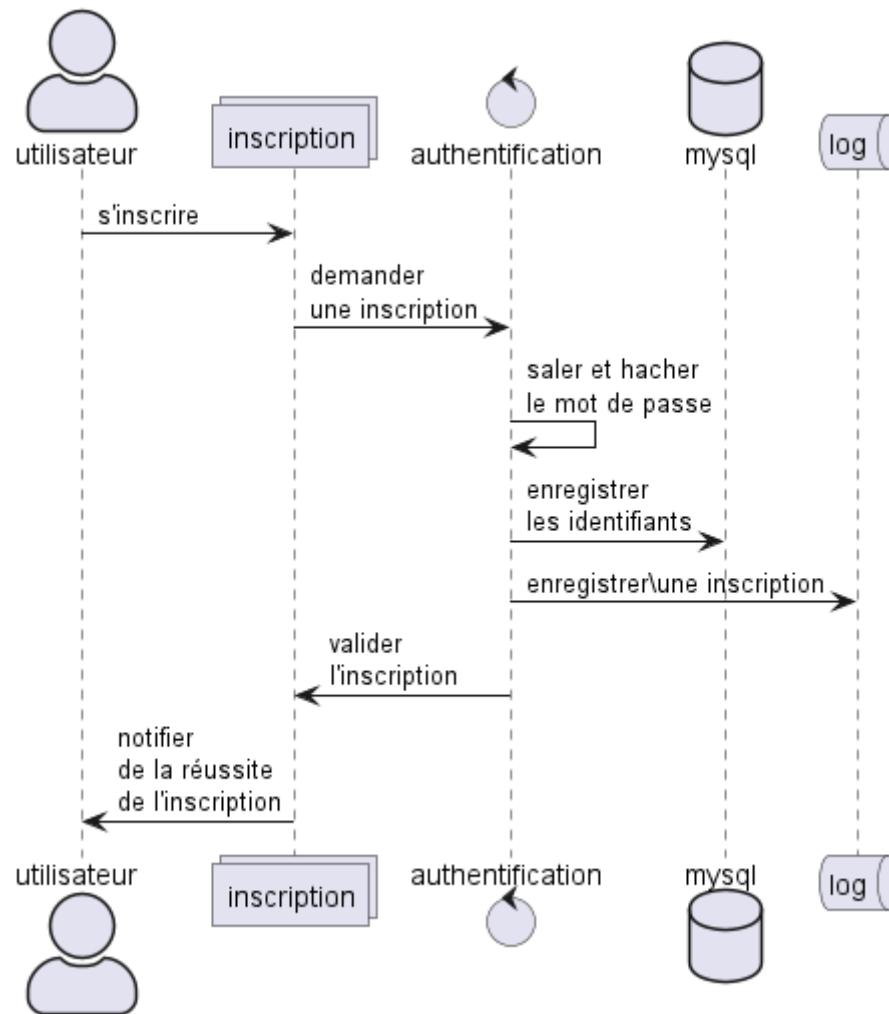 utilisateur
inscription
authentification
mysql
log
s'inscrire
demander
une inscription
saler et hacher
le mot de passe
enregistrer
les identifiants
enregistrer\une inscription
valider
l'inscription
notifier
de la réussite
de l'inscription
utilisateur
inscription
authentification
mysql
log